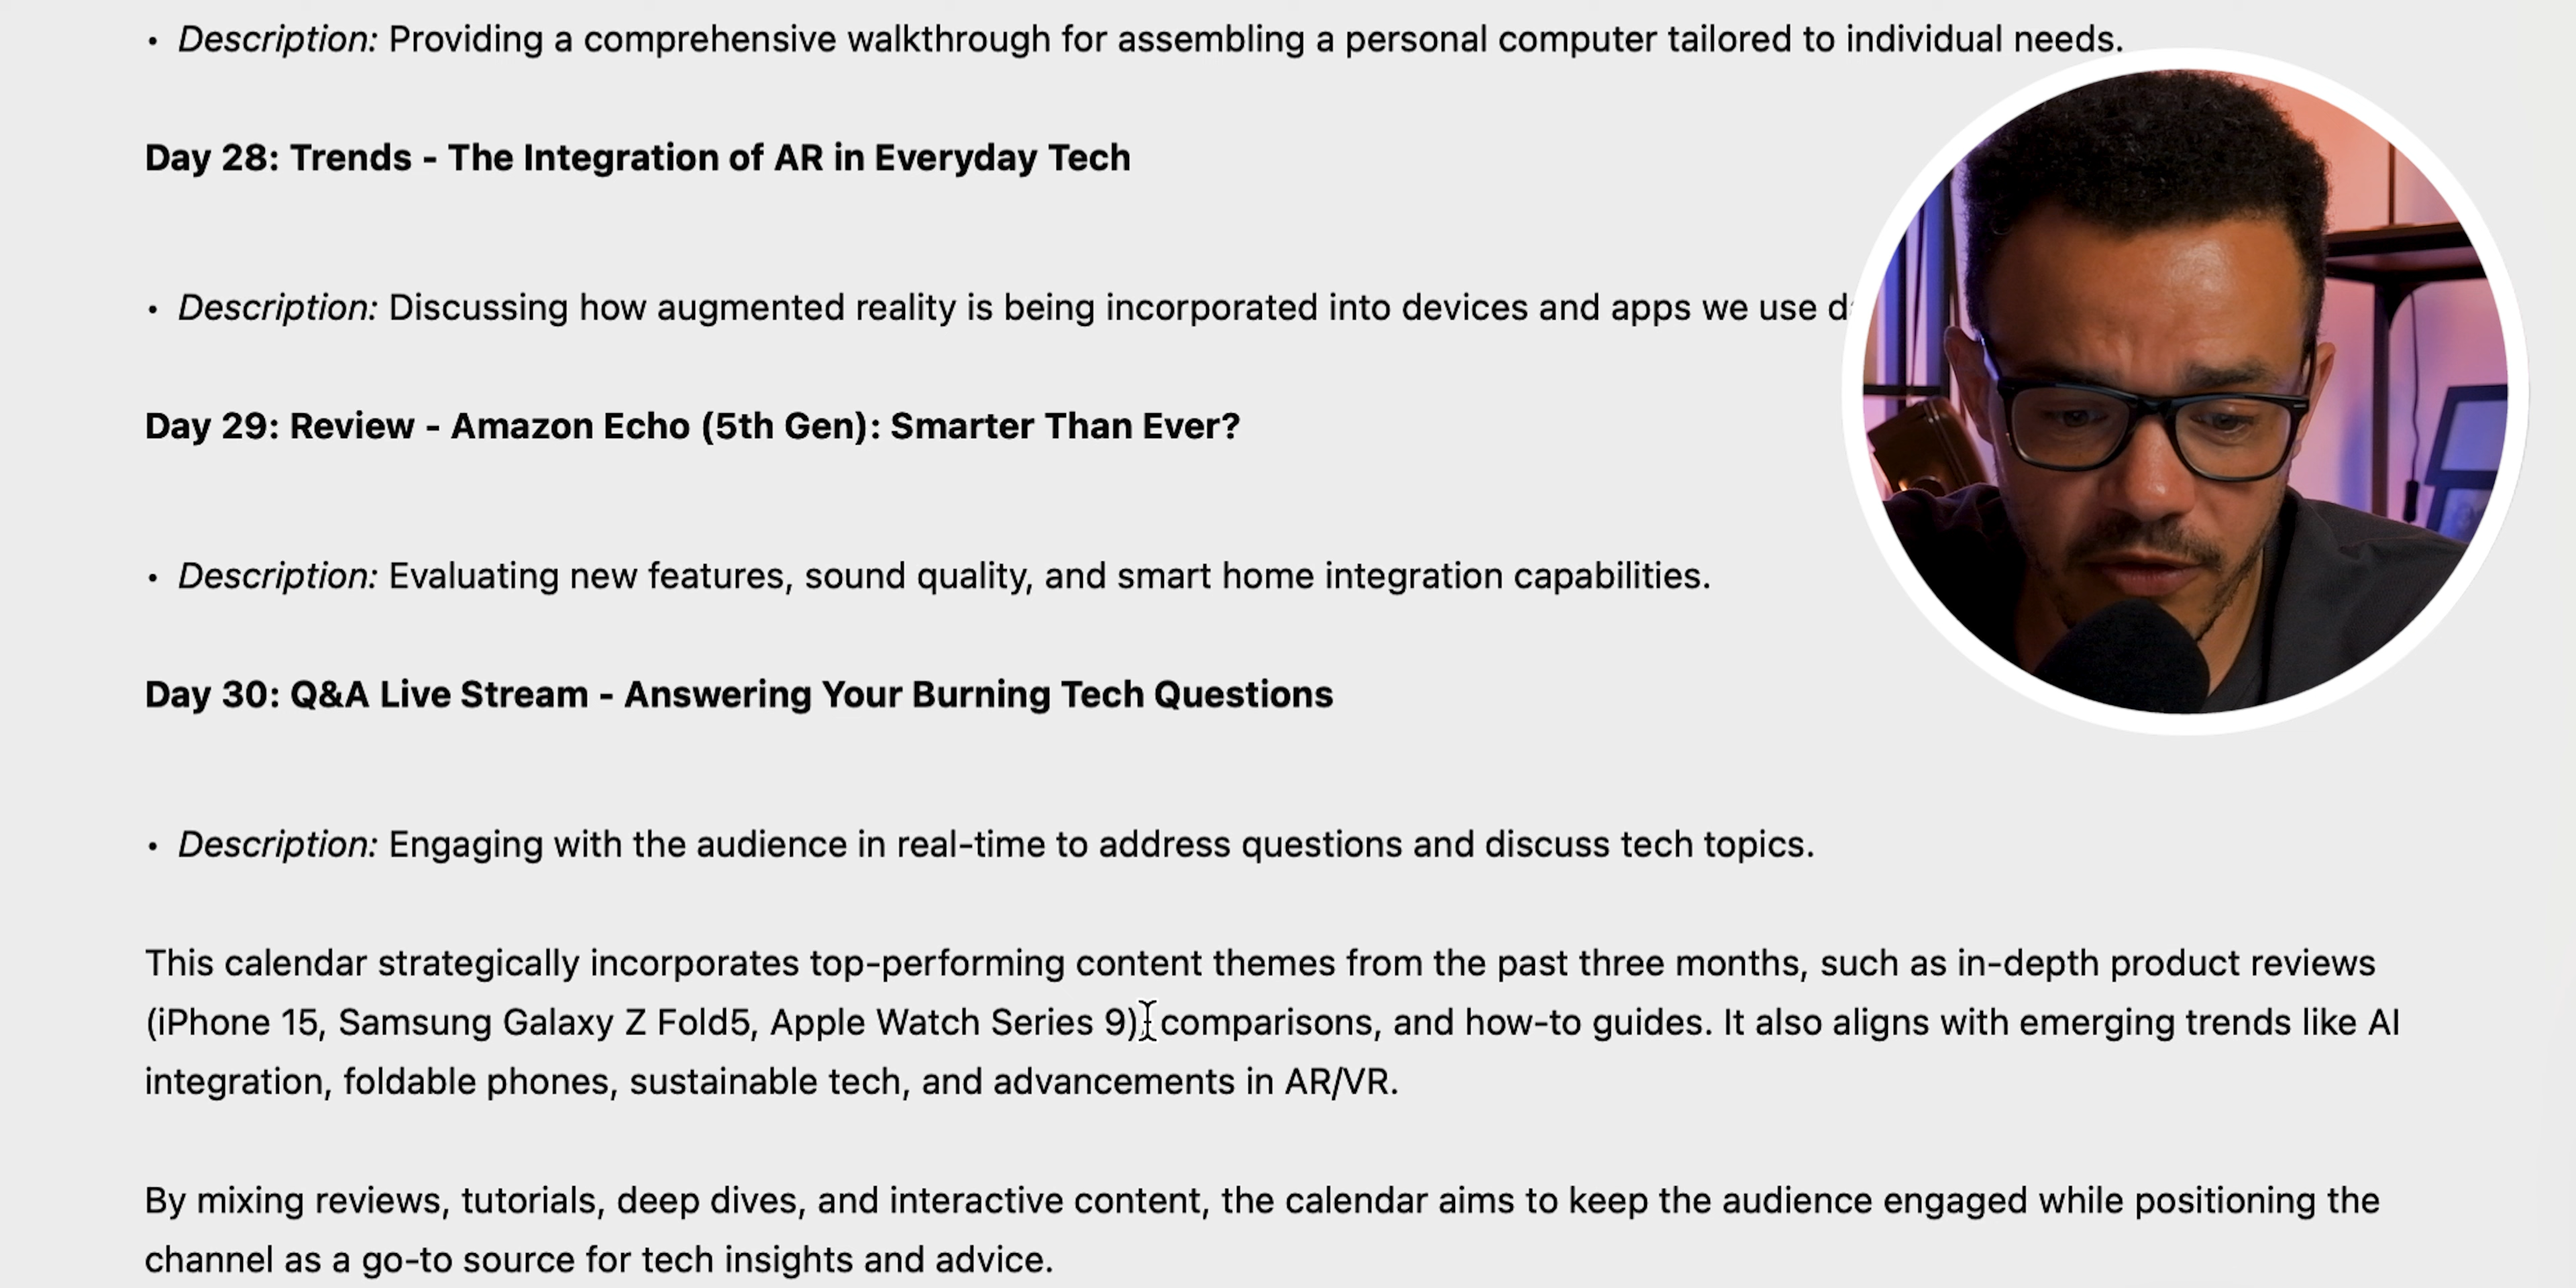 • Description: Providing a comprehensive walkthrough for assembling a personal computer tailored to individual needs.
Day 28: Trends - The Integration of AR in Everyday Tech
• Description: Discussing how augmented reality is being incorporated into devices and apps we use
Day 29: Review - Amazon Echo (5th Gen): Smarter Than Ever?
• Description: Evaluating new features, sound quality, and smart home integration capabilities.
Day 30: Q&A Live Stream - Answering Your Burning Tech Questions
• Description: Engaging with the audience in real-time to address questions and discuss tech topics.
This calendar strategically incorporates top-performing content themes from the past three months, such as in-depth product reviews
(iPhone 15, Samsung Galaxy Z Fold5, Apple Watch Series 9), comparisons, and how-to guides. It also aligns with emerging trends like AI
integration, foldable phones, sustainable tech, and advancements in AR/VR.
By mixing reviews, tutorials, deep dives, and interactive content, the calendar aims to keep the audience engaged while positioning the
channel as a go-to source for tech insights and advice.